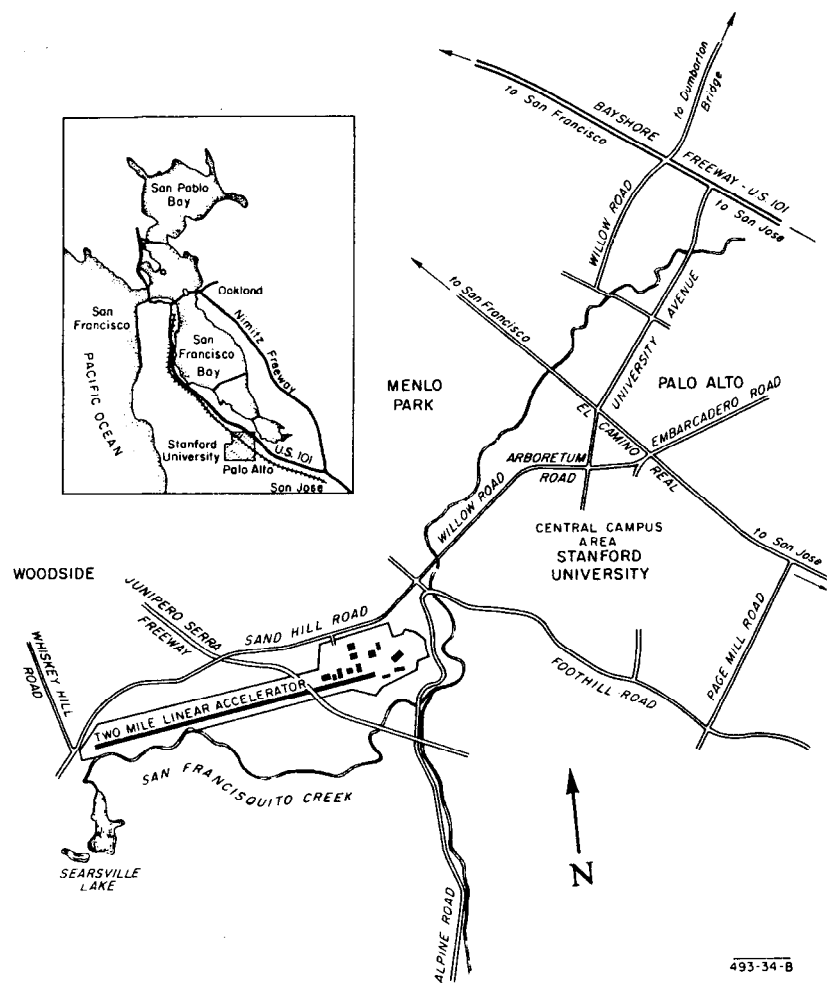 to Dumbarton
Bridge
to San Francisco
BAYSHORE
FREEWAY - U.S. 101
to San Jose
WILLOW ROAD
San Pablo
Bay
Oakland
San
Francisco
San
Francisco
Bay
Nimitz Freeway
PACIFIC OCEAN
Stanford
University
U.S. 101
Palo Alto
San Jose
to San Francisco
UNIVERSITY AVENUE
MENLO
PARK
PALO ALTO
EL CAMINO REAL
EMBARCADERO ROAD
ARBORETUM
ROAD
WILLOW ROAD
CENTRAL CAMPUS
AREA
STANFORD
UNIVERSITY
to San Jose
WOODSIDE
JUNIPERO SERRA
FREEWAY
SAND HILL ROAD
WHISKEY HILL
ROAD
FOOTHILL ROAD
PAGE MILL ROAD
TWO MILE LINEAR ACCELERATOR
SAN FRANCISQUITO CREEK
SEARSVILLE
LAKE
N
ALPINE ROAD
493-34-B